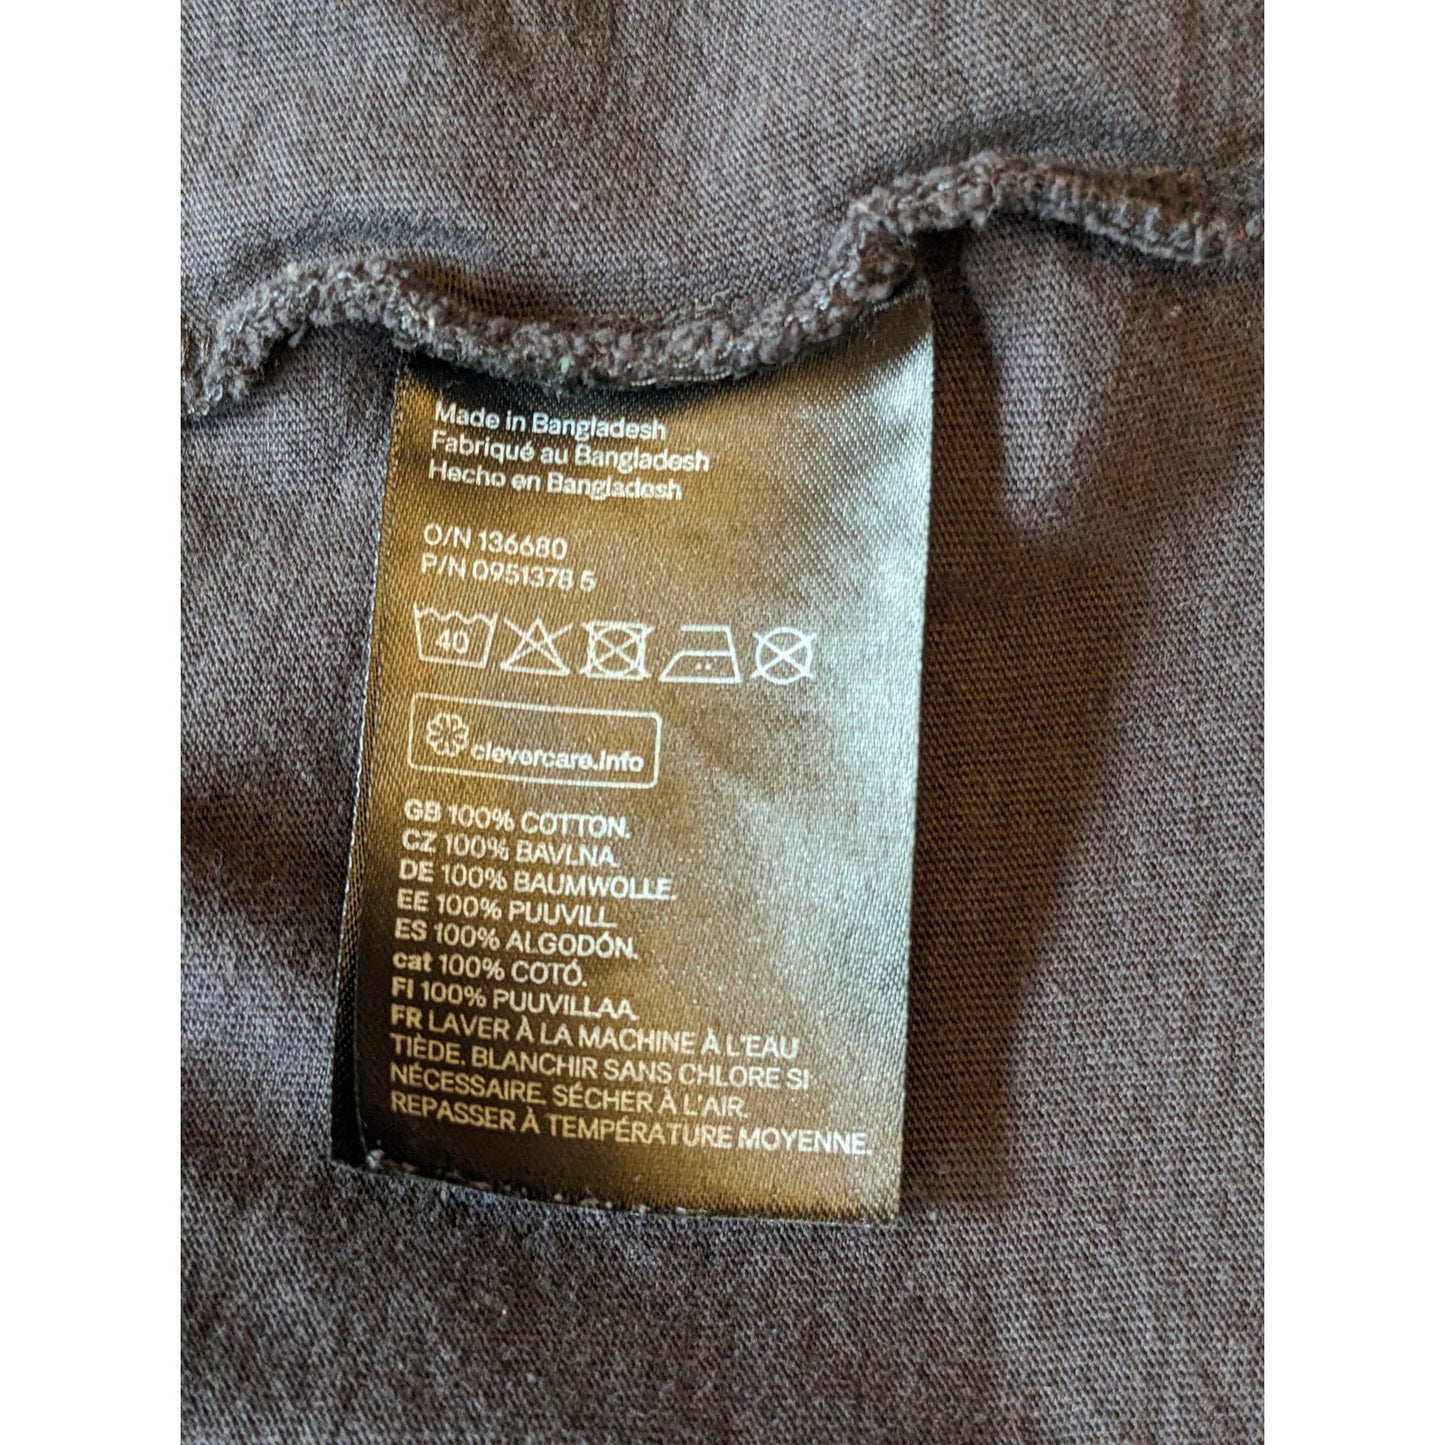 Made in Bangladesh
Fabriqué au Bangladesh
Hecho en Bangladesh
O/N 136680
P/N 0951378 5
40
clevercare.info
GB 100% COTTON.
CZ 100% BAVLNA.
DE 100% BAUMWOLLE.
EE 100% PUUVILL.
ES 100% ALGODÓN.
cat 100% COTÓ.
FI 100% PUUVILLAA.
FR LAVER À LA MACHINE À L'EAU
TIÈDE. BLANCHIR SANS CHLORE SI
NÉCESSAIRE. SÉCHER À L'AIR.
REPASSER À TEMPÉRATURE MOYENNE.